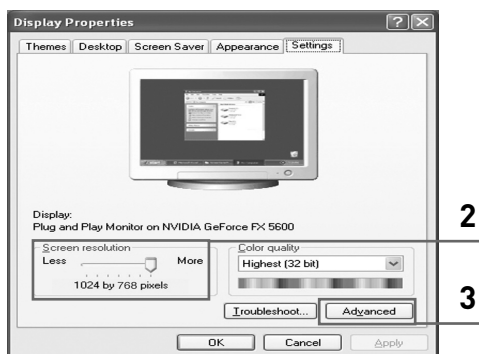 Display Properties
Themes Desktop Screen Saver Appearance Settings
Display:
Plug and Play Monitor on NVIDIA GeForce FX 5600
Screen resolution
Less More
1024 by 768 pixels
Color quality
Highest (32 bit)
2
Troubleshoot... Advanced
3
OK Cancel Apply